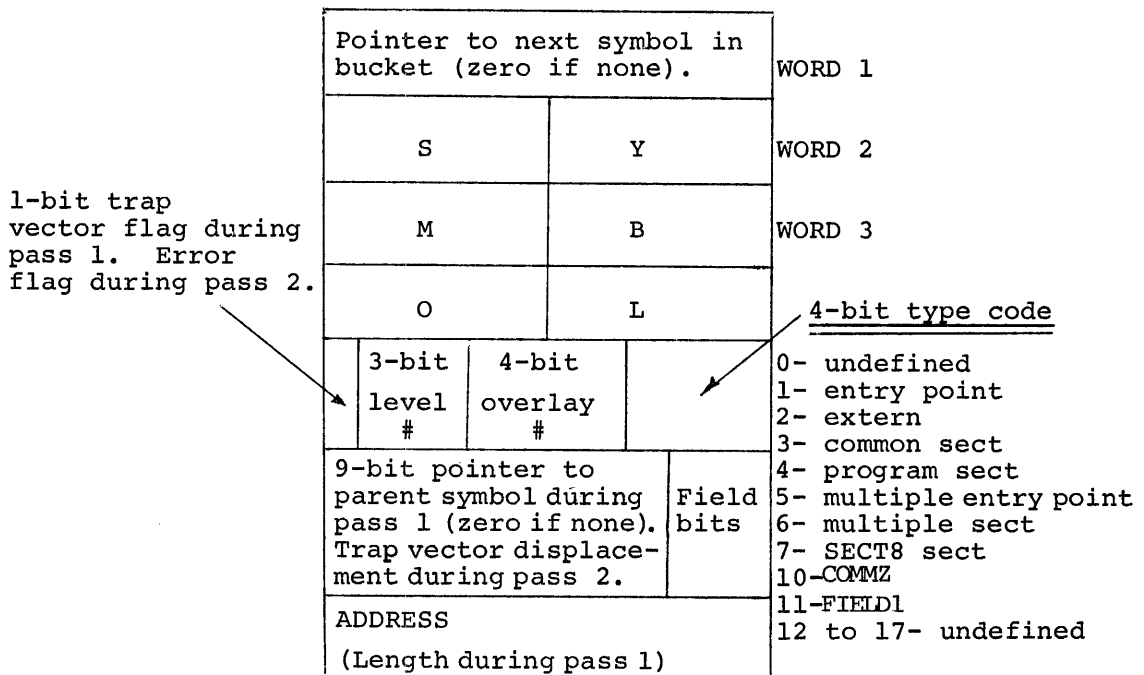 Pointer to next symbol in
bucket (zero if none).
WORD 1
S Y
WORD 2
1-bit trap
vector flag during
pass 1. Error
flag during pass 2.
M B
WORD 3
O L
4-bit type code
3-bit
level
#
4-bit
overlay
#
0- undefined
1- entry point
2- extern
3- common sect
4- program sect
5- multiple entry point
6- multiple sect
7- SECT8 sect
10-COMMZ
11-FIELD1
12 to 17- undefined
9-bit pointer to
parent symbol during
pass 1 (zero if none).
Trap vector displace-
ment during pass 2.
Field
bits
ADDRESS
(Length during pass 1)